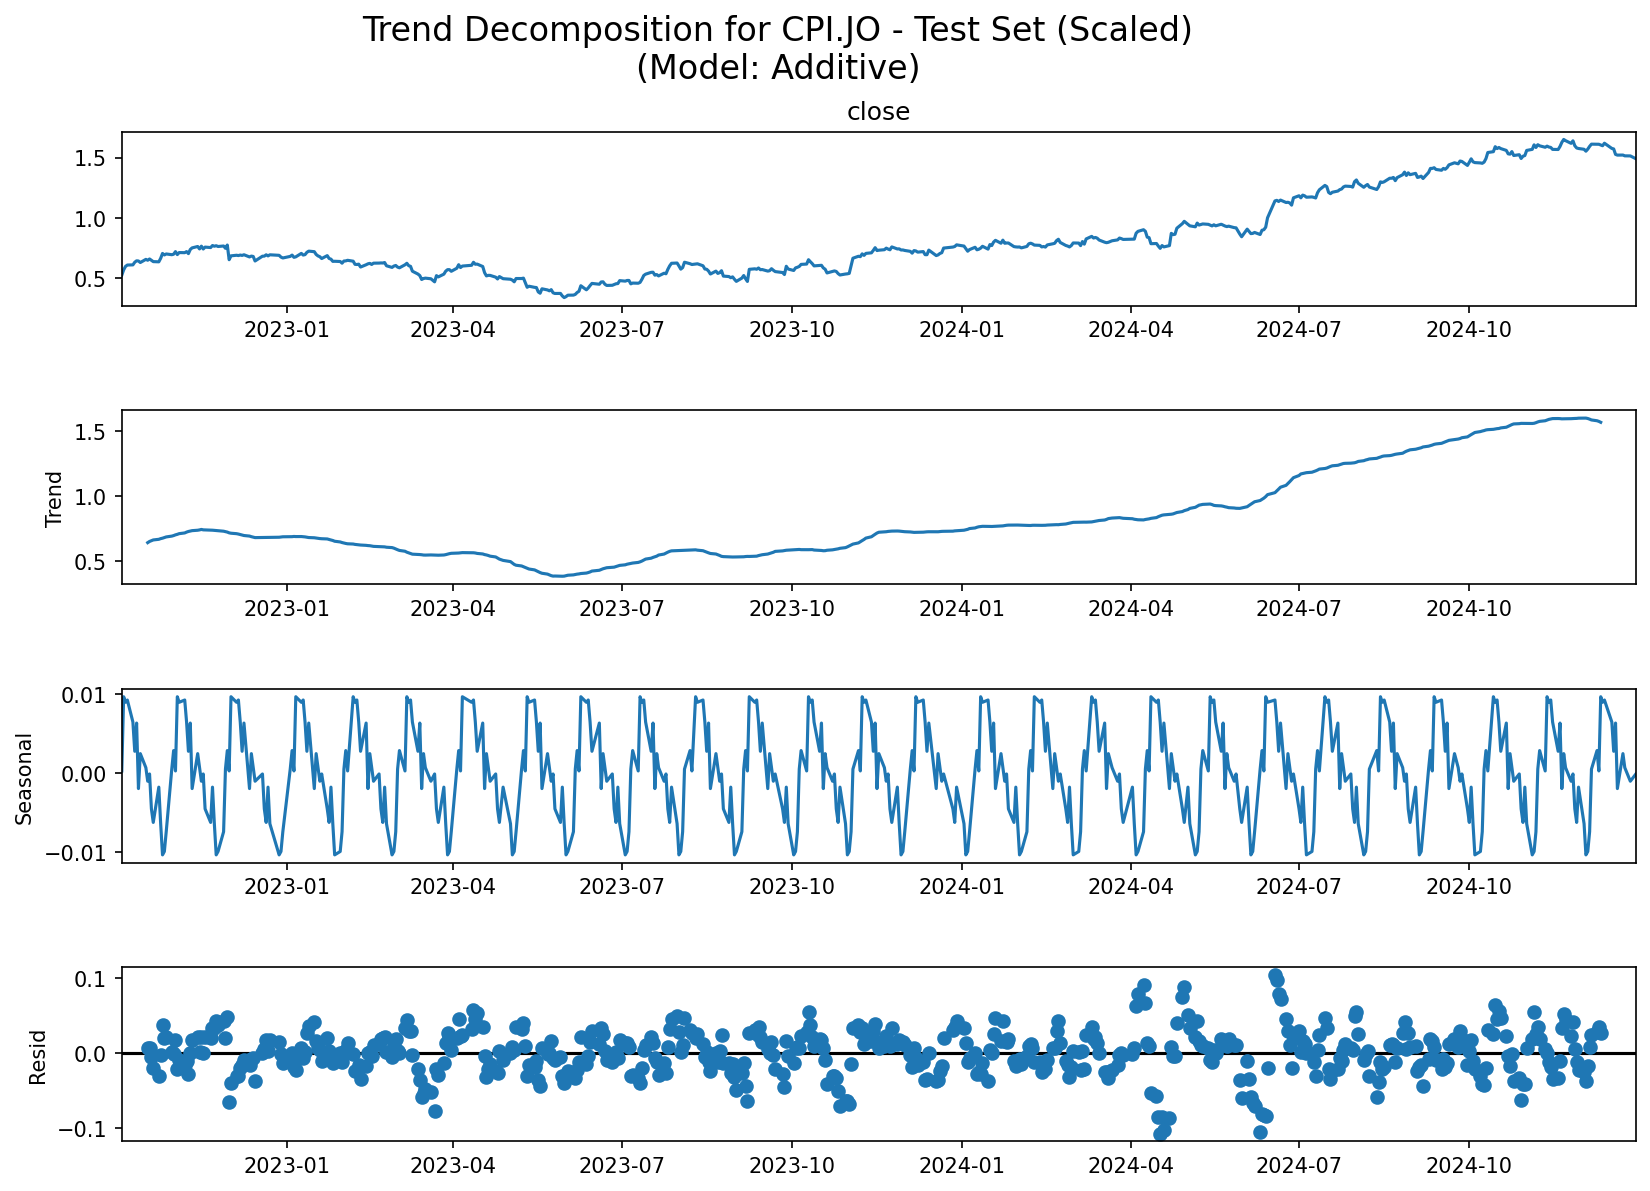 Trend Decomposition for CPI.JO - Test Set (Scaled)
(Model: Additive)
close
1.5
1.0
0.5
2023-01 2023-04 2023-07 2023-10 2024-01 2024-04 2024-07 2024-10
Trend
1.5
1.0
0.5
2023-01 2023-04 2023-07 2023-10 2024-01 2024-04 2024-07 2024-10
Seasonal
0.01
0.00
−0.01
2023-01 2023-04 2023-07 2023-10 2024-01 2024-04 2024-07 2024-10
Resid
0.1
0.0
−0.1
2023-01 2023-04 2023-07 2023-10 2024-01 2024-04 2024-07 2024-10